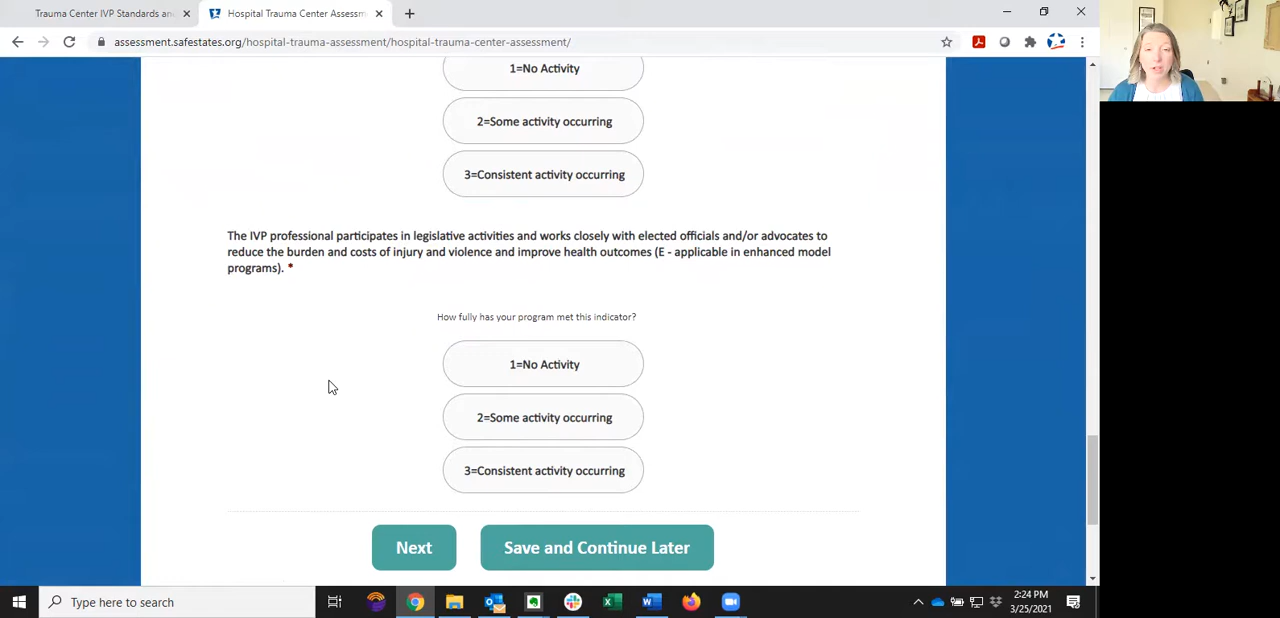 Trauma Center IVP Standards an
Hospital Trauma Center Assessm
assessment.safestates.org/hospital-trauma-assessment/hospital-trauma-center-assessment/
1=No Activity
2=Some activity occurring
3=Consistent activity occurring
The IVP professional participates in legislative activities and works closely with elected officials and/or advocates to
reduce the burden and costs of injury and violence and improve health outcomes (E - applicable in enhanced model
programs). *
How fully has your program met this indicator?
1=No Activity
2=Some activity occurring
3=Consistent activity occurring
Next
Save and Continue Later
Type here to search
2:24 PM
3/25/2021